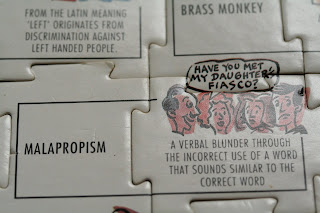 FROM THE LATIN MEANING
"LEFT" ORIGINATES FROM
DISCRIMINATION AGAINST
LEFT HANDED PEOPLE.
BRASS MONKEY
HAVE YOU MET
MY DAUGHTER'S
FIASCO?
MALAPROPISM
A VERBAL BLUNDER THROUGH
THE INCORRECT USE OF A WORD
THAT SOUNDS SIMILAR TO THE
CORRECT WORD